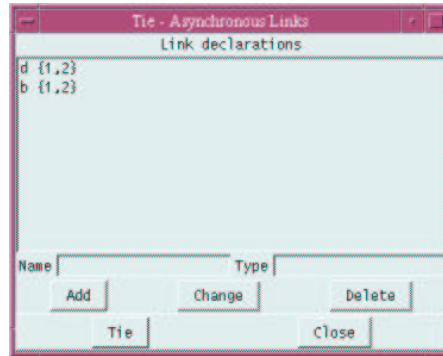 Tie - Asynchronous Links
Link declarations
d {1,2}
b {1,2}
Name Type
Add Change Delete
Tie Close